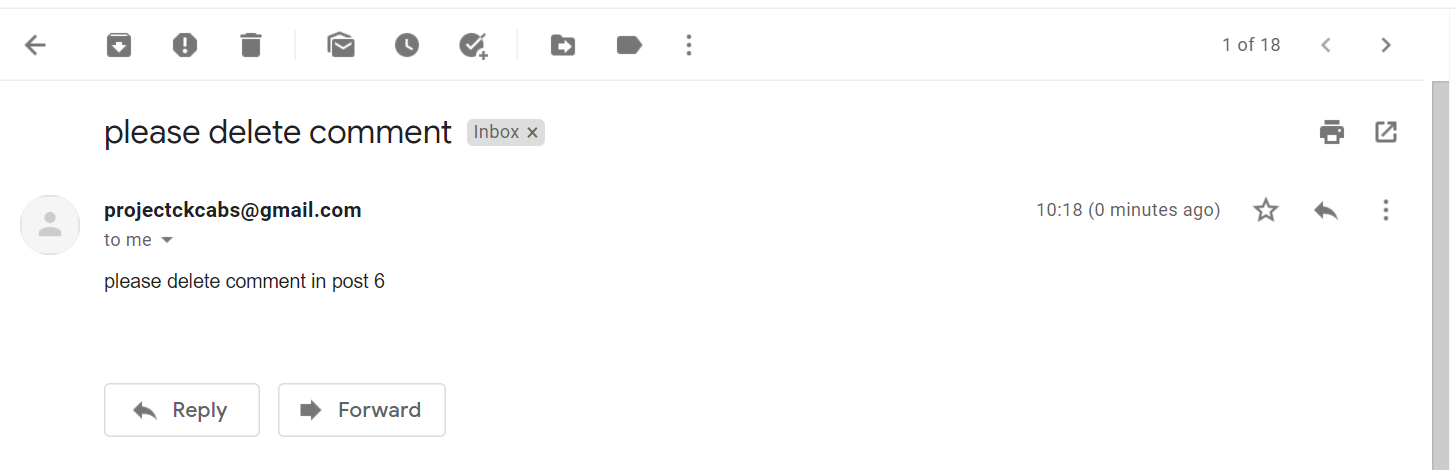 1 of 18
please delete comment Inbox ×
projectckcabs@gmail.com 10:18 (0 minutes ago)
to me
please delete comment in post 6
Reply Forward